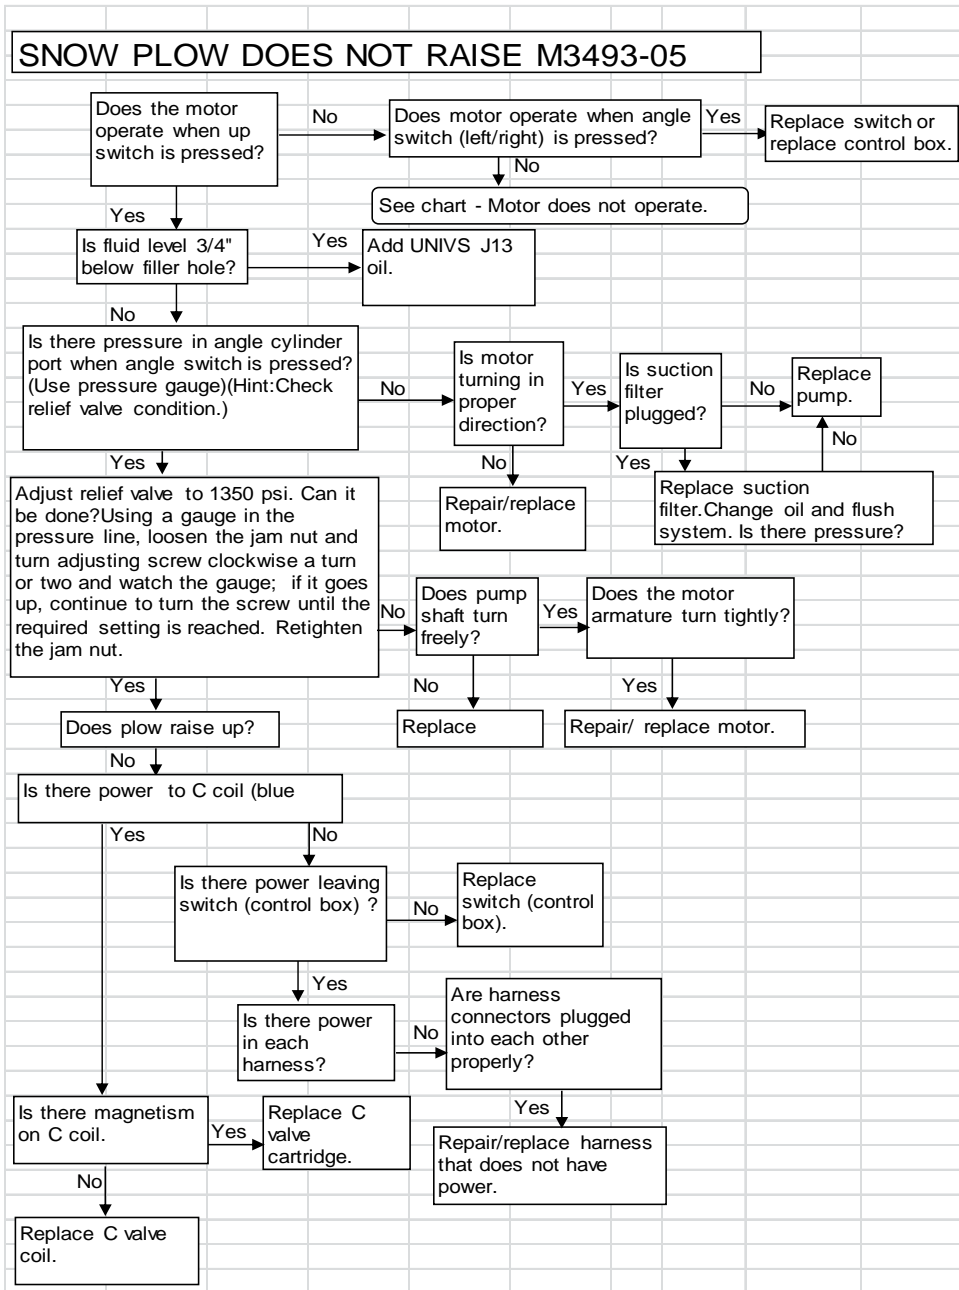 SNOW PLOW DOES NOT RAISE M3493-05
Does the motor
operate when up
switch is pressed?
No
Does motor operate when angle
switch (left/right) is pressed?
Yes
Replace switch or
replace control box.
No
See chart - Motor does not operate.
Yes
Is fluid level 3/4"
below filler hole?
Yes
Add UNIVS J13
oil.
No
Is there pressure in angle cylinder
port when angle switch is pressed?
(Use pressure gauge)(Hint:Check
relief valve condition.)
No
Is motor
turning in
proper
direction?
Yes
Is suction
filter
plugged?
No
Replace
pump.
No
Yes
No
Repair/replace
motor.
Yes
Replace suction
filter.Change oil and flush
system. Is there pressure?
Adjust relief valve to 1350 psi. Can it
be done?Using a gauge in the
pressure line, loosen the jam nut and
turn adjusting screw clockwise a turn
or two and watch the gauge; if it goes
up, continue to turn the screw until the
required setting is reached. Retighten
the jam nut.
No
Does pump
shaft turn
freely?
Yes
Does the motor
armature turn tightly?
Yes
No
Yes
Does plow raise up?
Replace
Repair/ replace motor.
No
Is there power to C coil (blue
Yes
No
Is there power leaving
switch (control box) ?
No
Replace
switch (control
box).
Yes
Is there power
in each
harness?
No
Are harness
connectors plugged
into each other
properly?
Yes
Repair/replace harness
that does not have
power.
Is there magnetism
on C coil.
Yes
Replace C
valve
cartridge.
No
Replace C valve
coil.